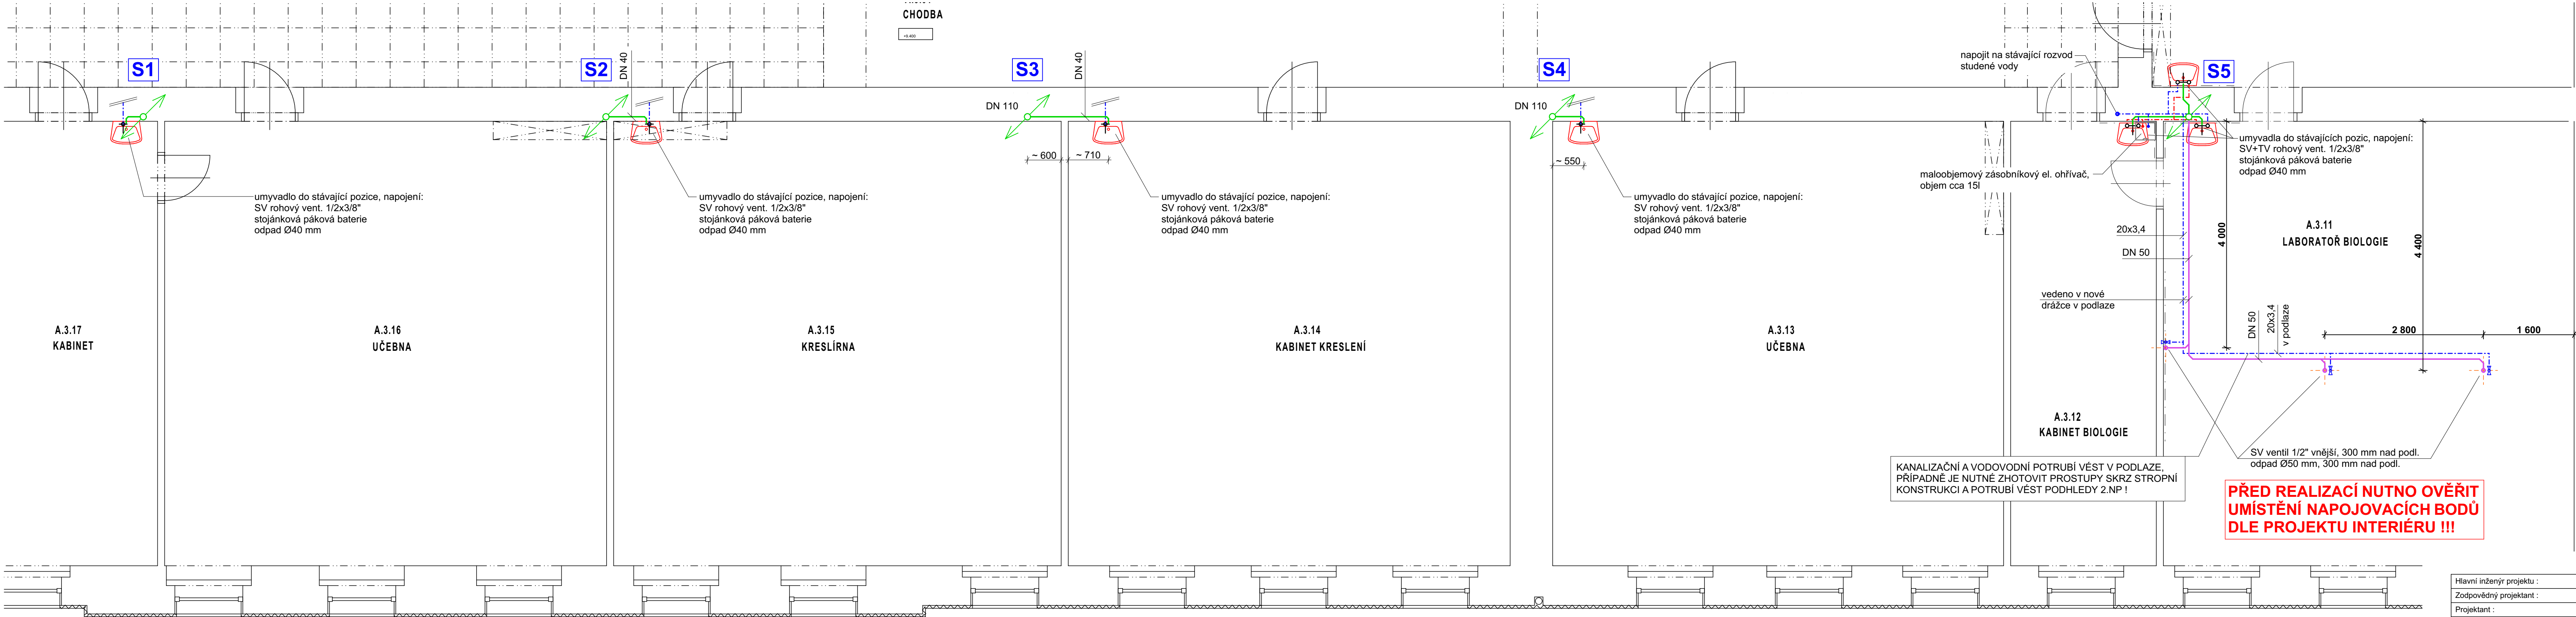 CHODBA
+9.400
S1
S2
DN 40
S3
DN 40
S4
napojit na stávající rozvod
studené vody
S5
DN 110
DN 110
~ 600
~ 710
~ 550
umyvadlo do stávající pozice, napojení:
SV rohový vent. 1/2x3/8"
stojánková páková baterie
odpad Ø40 mm
umyvadlo do stávající pozice, napojení:
SV rohový vent. 1/2x3/8"
stojánková páková baterie
odpad Ø40 mm
umyvadlo do stávající pozice, napojení:
SV rohový vent. 1/2x3/8"
stojánková páková baterie
odpad Ø40 mm
umyvadlo do stávající pozice, napojení:
SV rohový vent. 1/2x3/8"
stojánková páková baterie
odpad Ø40 mm
maloobjemový zásobníkový el. ohřívač,
objem cca 15l
umyvadla do stávajících pozic, napojení:
SV+TV rohový vent. 1/2x3/8"
stojánková páková baterie
odpad Ø40 mm
20x3,4
DN 50
4 000
A.3.11
LABORATOŘ BIOLOGIE
4 400
vedeno v nové
drážce v podlaze
DN 50
20x3,4
v podlaze
2 800
1 600
A.3.17
KABINET
A.3.16
UČEBNA
A.3.15
KRESLÍRNA
A.3.14
KABINET KRESLENÍ
A.3.13
UČEBNA
A.3.12
KABINET BIOLOGIE
SV ventil 1/2" vnější, 300 mm nad podl.
odpad Ø50 mm, 300 mm nad podl.
KANALIZAČNÍ A VODOVODNÍ POTRUBÍ VÉST V PODLAZE,
PŘÍPADNĚ JE NUTNÉ ZHOTOVIT PROSTUPY SKRZ STROPNÍ
KONSTRUKCI A POTRUBÍ VÉST PODHLEDY 2.NP !
PŘED REALIZACÍ NUTNO OVĚŘIT
UMÍSTĚNÍ NAPOJOVACÍCH BODŮ
DLE PROJEKTU INTERIÉRU !!!
Hlavní inženýr projektu :
Zodpovědný projektant :
Projektant :